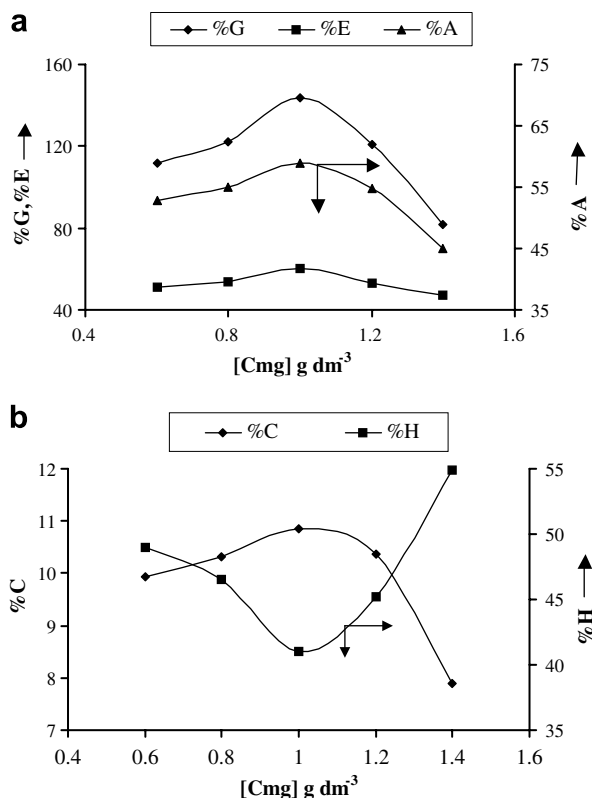 a
%G %E %A
160 75
120 65
80 55
45
40 35
0.4 0.8 1.2 1.6
%G,%E
%A
[Cmg] g dm-3
b
%C %H
12 55
11 50
10 45
9
8 40
7 35
0.4 0.6 0.8 1 1.2 1.4 1.6
%C
%H
[Cmg] g dm-3